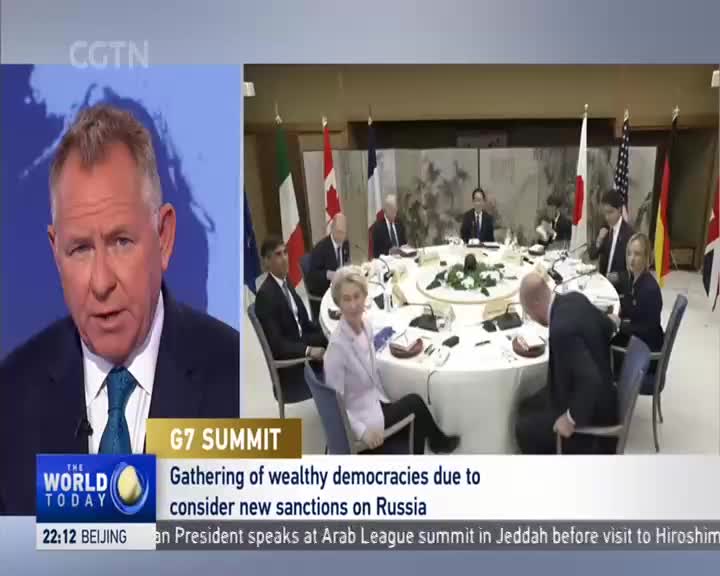 CGTN
G7 SUMMIT
Gathering of wealthy democracies due to
consider new sanctions on Russia
THE
WORLD
TODAY
22:12 BEIJING
an President speaks at Arab League summit in Jeddah before visit to Hiroshim